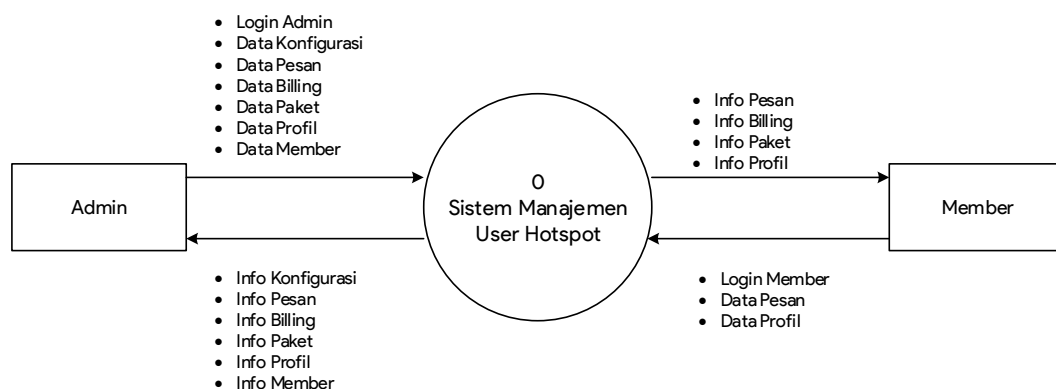 • Login Admin
• Data Konfigurasi
• Data Pesan
• Data Billing
• Data Paket
• Data Profil
• Data Member
• Info Pesan
• Info Billing
• Info Paket
• Info Profil
Admin
0
Sistem Manajemen
User Hotspot
Member
• Info Konfigurasi
• Info Pesan
• Info Billing
• Info Paket
• Info Profil
• Info Member
• Login Member
• Data Pesan
• Data Profil